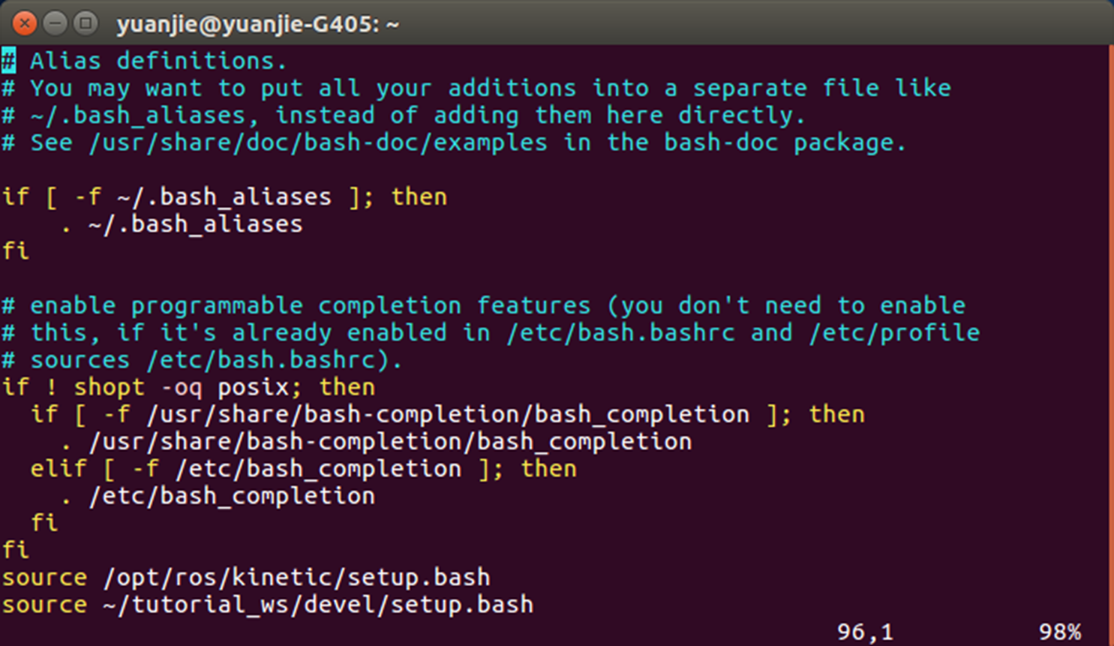 yuanjie@yuanjie-G405: ~
# Alias definitions.
# You may want to put all your additions into a separate file like
# ~/.bash_aliases, instead of adding them here directly.
# See /usr/share/doc/bash-doc/examples in the bash-doc package.

if [ -f ~/.bash_aliases ]; then
    . ~/.bash_aliases
fi

# enable programmable completion features (you don't need to enable
# this, if it's already enabled in /etc/bash.bashrc and /etc/profile
# sources /etc/bash.bashrc).
if ! shopt -oq posix; then
  if [ -f /usr/share/bash-completion/bash_completion ]; then
    . /usr/share/bash-completion/bash_completion
  elif [ -f /etc/bash_completion ]; then
    . /etc/bash_completion
  fi
fi
source /opt/ros/kinetic/setup.bash
source ~/tutorial_ws/devel/setup.bash
96,1 98%